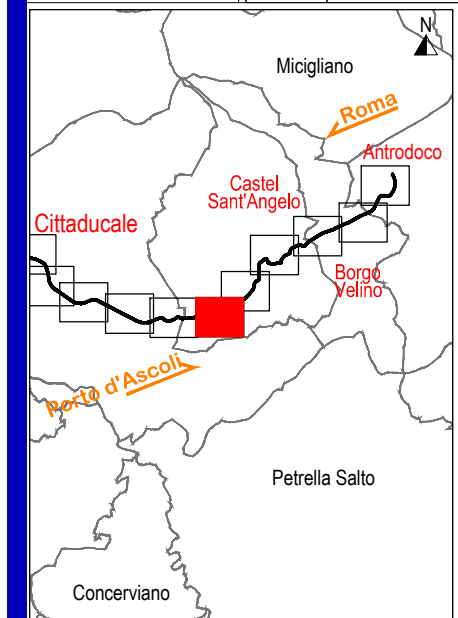 N
Micigliano
Roma
Antrodoco
Castel
Sant'Angelo
Cittaducale
Borgo
Velino
Porto d'Ascoli
Petrella Salto
Concerviano